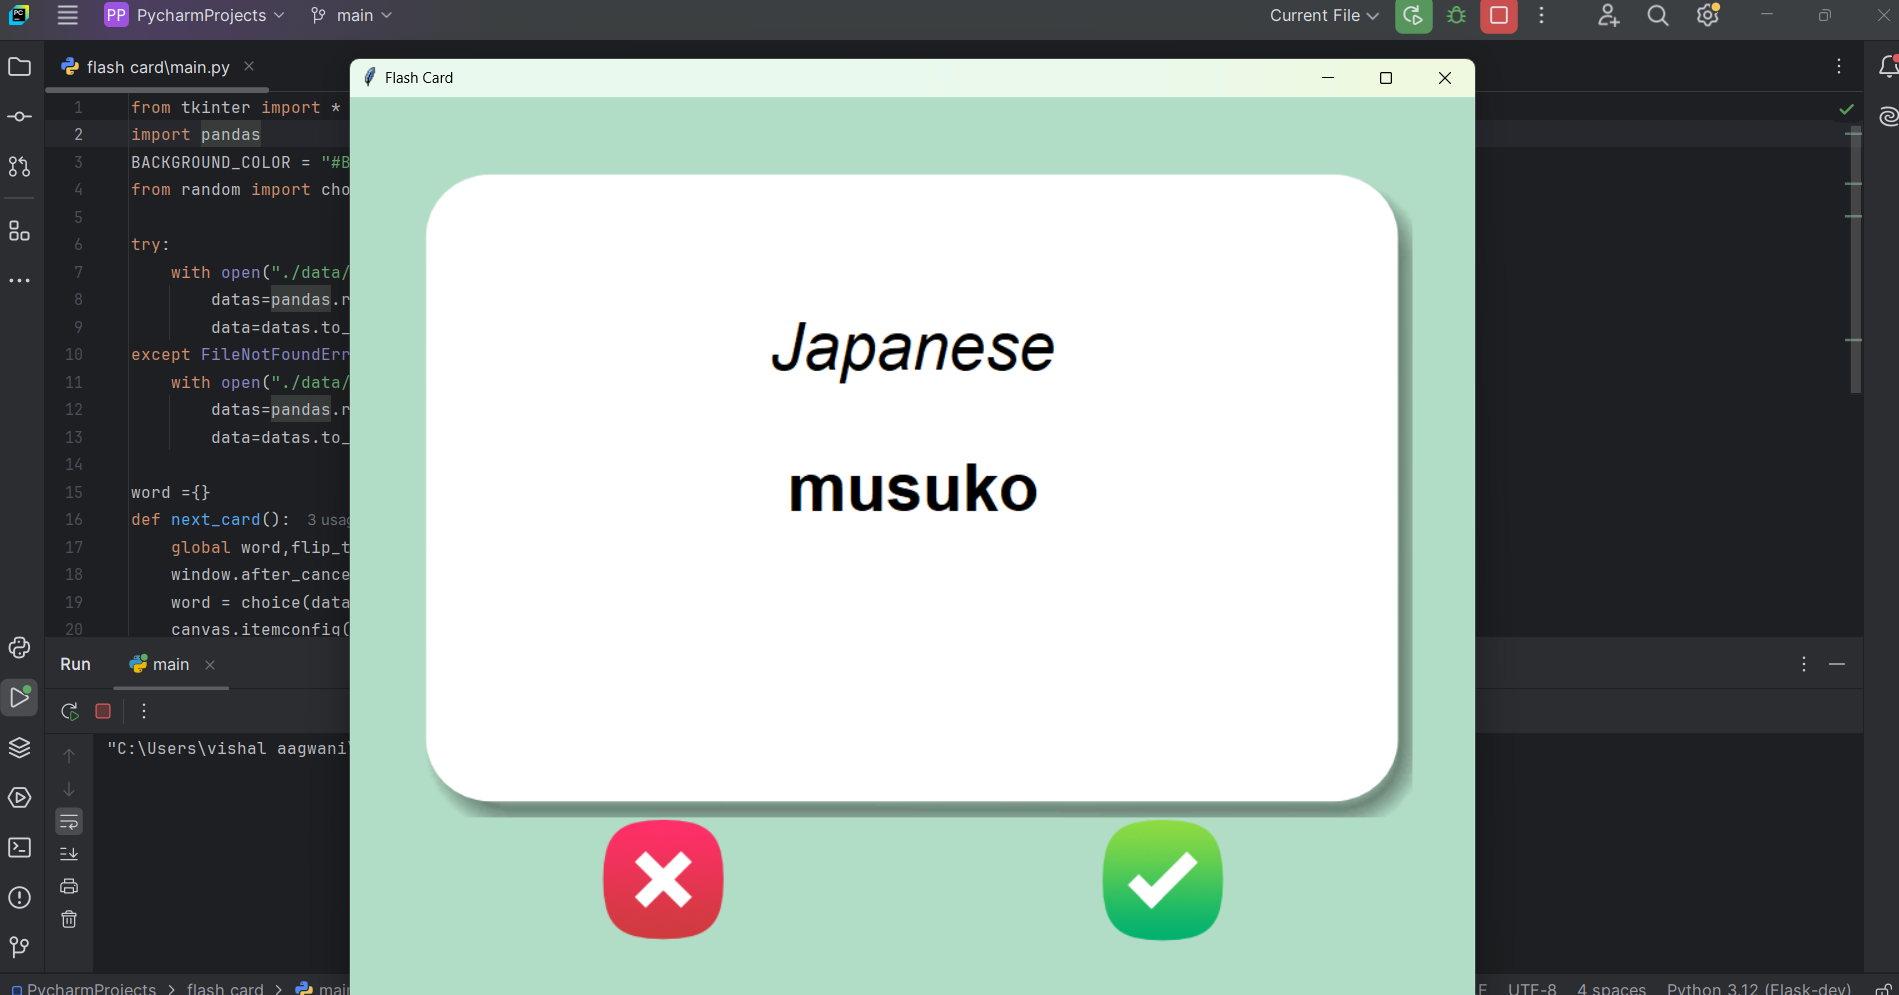 PC
PP PycharmProjects
main
Current File
flash card\main.py
Flash Card
1 from tkinter import *
2 import pandas
3 BACKGROUND_COLOR = "#B
4 from random import cho
5
6 try:
7 with open("./data/
8 datas=pandas.r
9 data=datas.to_
10 except FileNotFoundErr
11 with open("./data/
12 datas=pandas.r
13 data=datas.to_
14
15 word ={}
16 def next_card(): 3 usag
17 global word,flip_t
18 window.after_cance
19 word = choice(data
20 canvas.itemconfig(
Japanese
musuko
Run
main
"C:\Users\vishal aagwani\
PycharmProjects > flash card > main
UTF-8
4 spaces
Python 3.12 (Flask-dev)